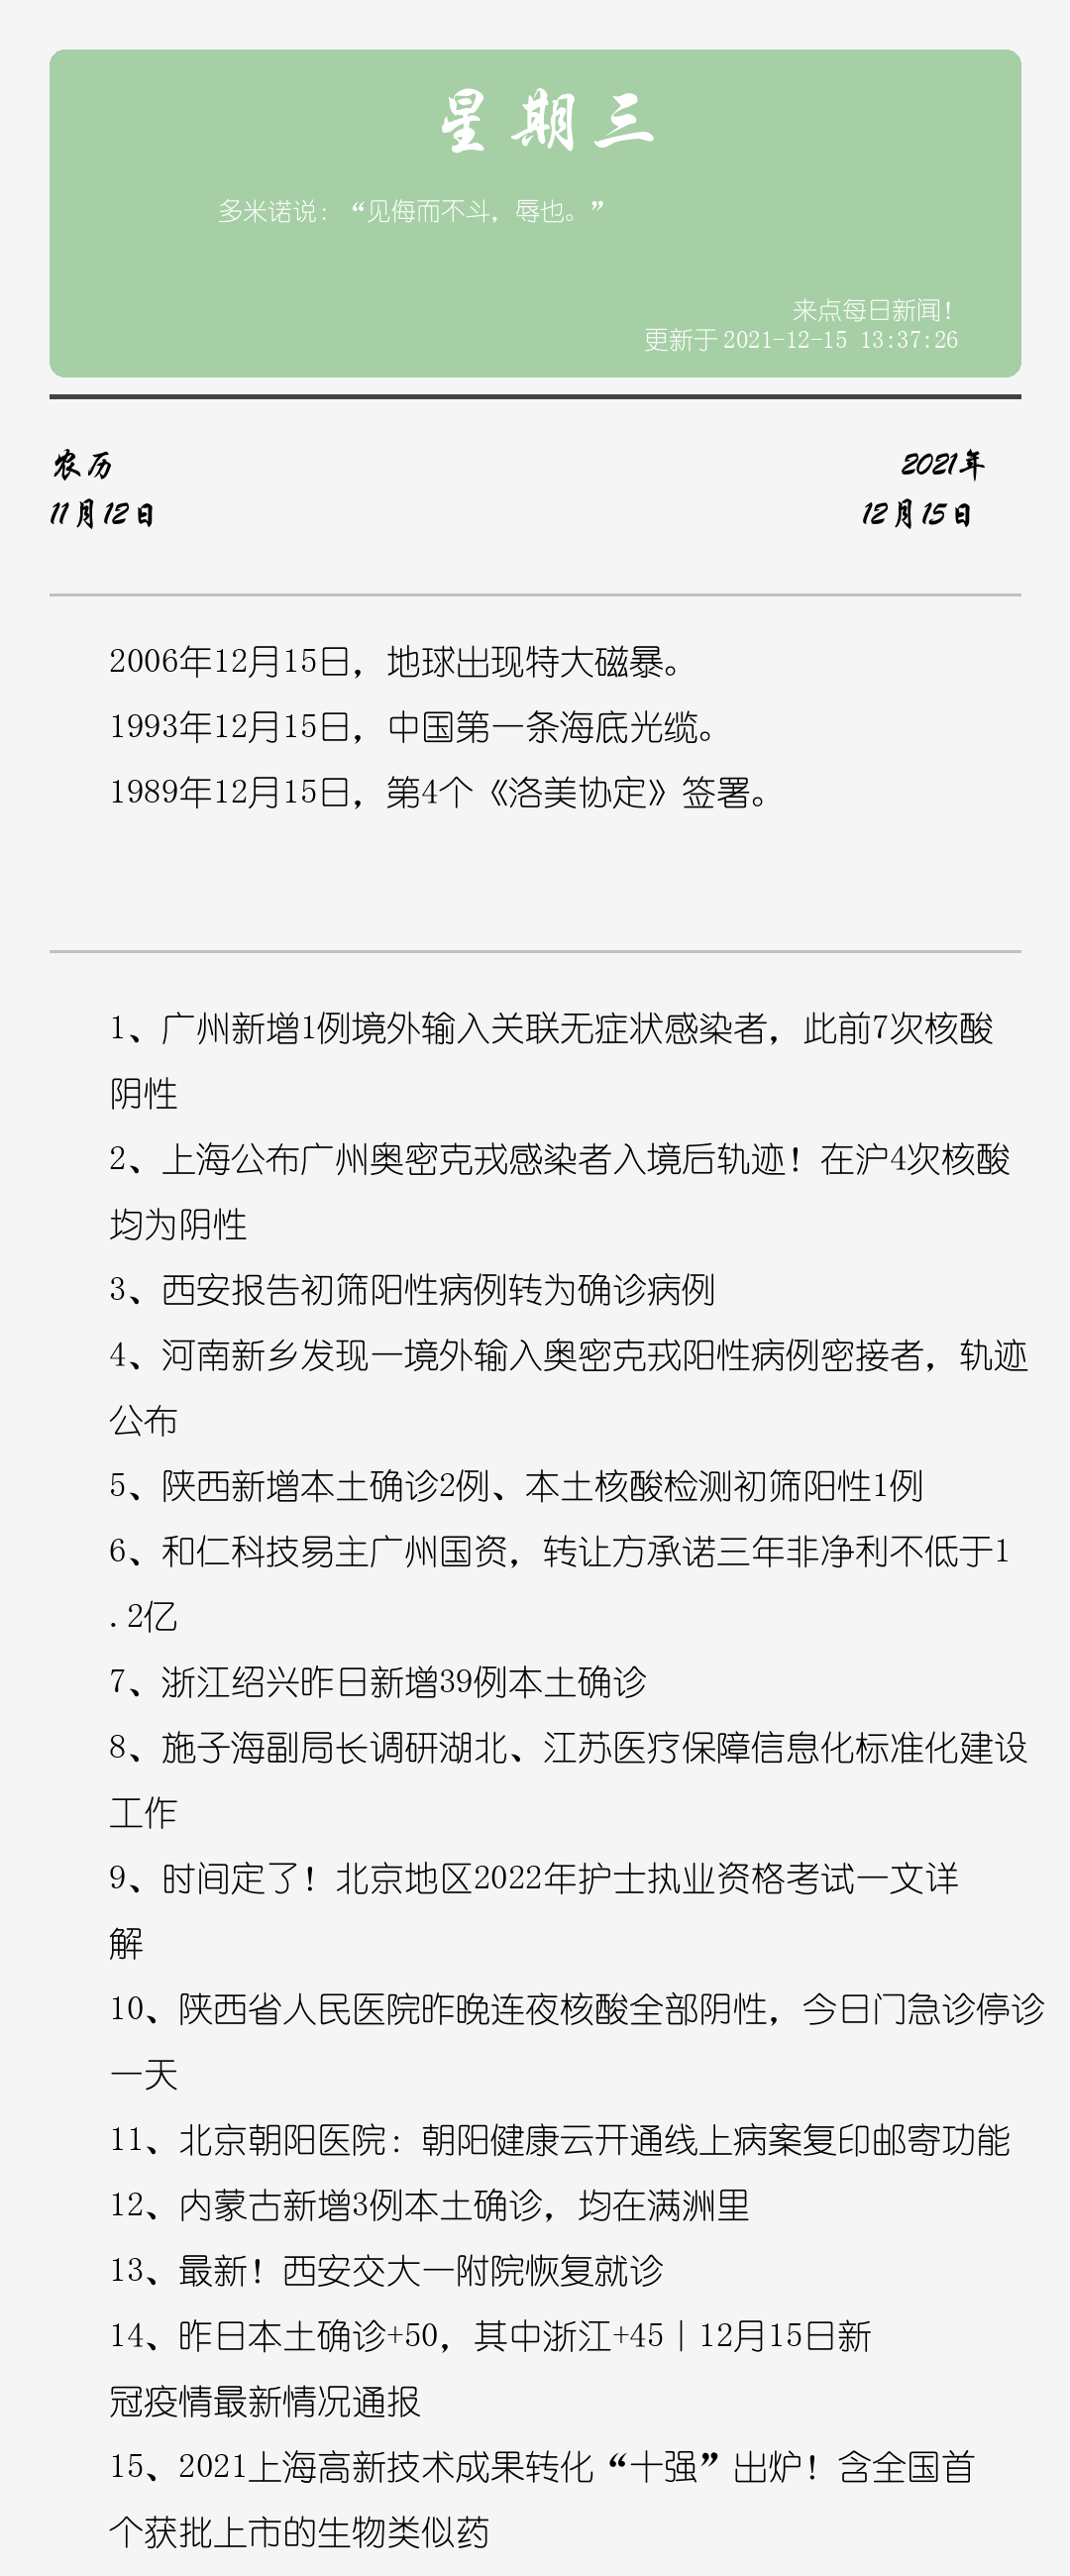 星期三
多米诺说：“见侮而不斗，辱也。”
来点每日新闻！
更新于 2021-12-15 13:37:26
农历
2021年
11月12日
12月15日
2006年12月15日，地球出现特大磁暴。
1993年12月15日，中国第一条海底光缆。
1989年12月15日，第4个《洛美协定》签署。
1、广州新增1例境外输入关联无症状感染者，此前7次核酸
阴性
2、上海公布广州奥密克戎感染者入境后轨迹！在沪4次核酸
均为阴性
3、西安报告初筛阳性病例转为确诊病例
4、河南新乡发现一境外输入奥密克戎阳性病例密接者，轨迹
公布
5、陕西新增本土确诊2例、本土核酸检测初筛阳性1例
6、和仁科技易主广州国资，转让方承诺三年非净利不低于1
.2亿
7、浙江绍兴昨日新增39例本土确诊
8、施子海副局长调研湖北、江苏医疗保障信息化标准化建设
工作
9、时间定了！北京地区2022年护士执业资格考试一文详
解
10、陕西省人民医院昨晚连夜核酸全部阴性，今日门急诊停诊
一天
11、北京朝阳医院：朝阳健康云开通线上病案复印邮寄功能
12、内蒙古新增3例本土确诊，均在满洲里
13、最新！西安交大一附院恢复就诊
14、昨日本土确诊+50，其中浙江+45丨12月15日新
冠疫情最新情况通报
15、2021上海高新技术成果转化“十强”出炉！含全国首
个获批上市的生物类似药